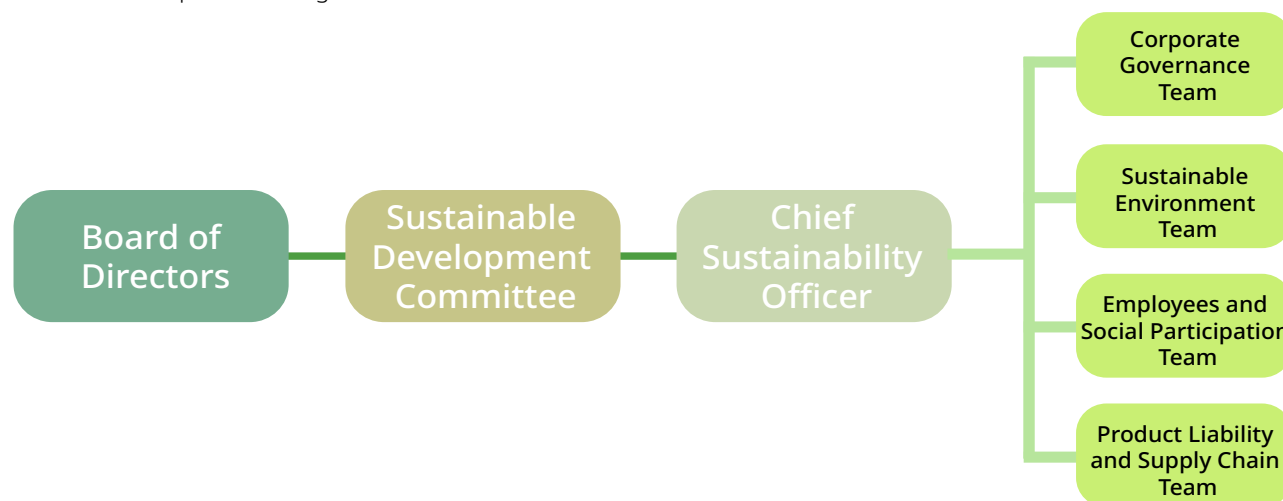 Board of
Directors
Sustainable
Development
Committee
Chief
Sustainability
Officer
Corporate
Governance
Team
Sustainable
Environment
Team
Employees and
Social Participation
Team
Product Liability
and Supply Chain
Team